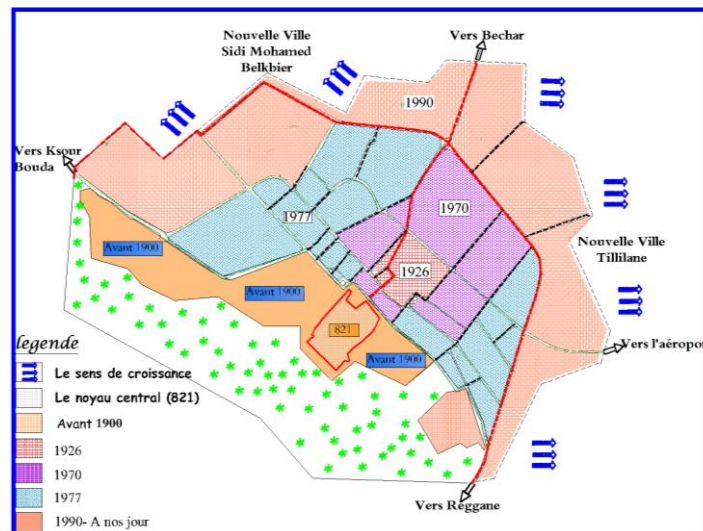 Nouvelle Ville
Sidi Mohamed
Belkbier
Vers Bechar
1990
Vers Ksour
Bouda
1977
1970
Nouvelle Ville
Tillilane
1926
Avant 1900
Avant 1900
821
Avant 1900
Vers l'aéropor
Vers Reggane
legende
Le sens de croissance
Le noyau central (821)
Avant 1900
1926
1970
1977
1990- A nos jour